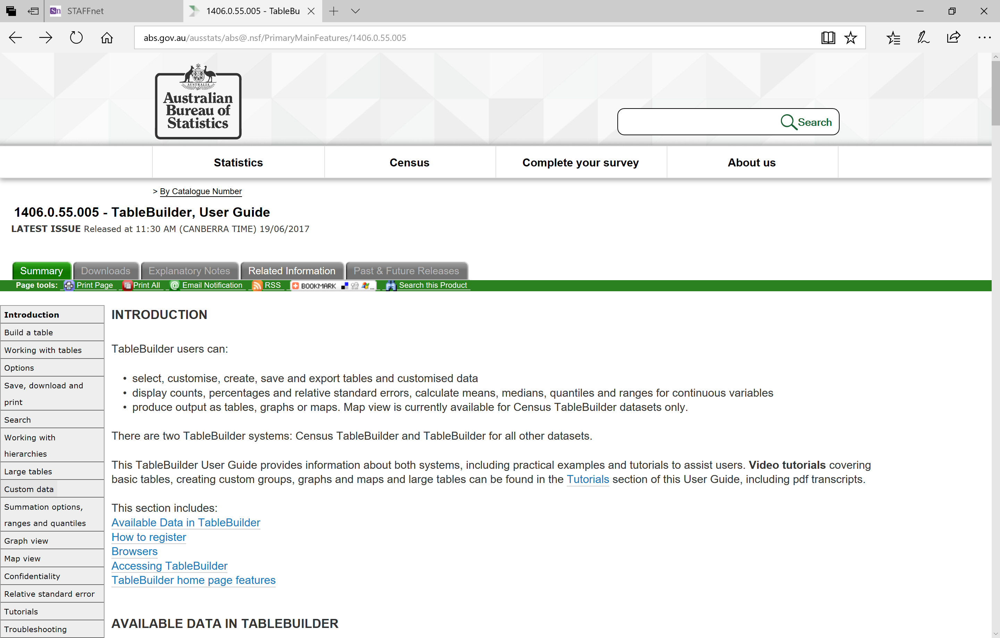 STAFFnet
1406.0.55.005 - TableBu
abs.gov.au/ausstats/abs@.nsf/PrimaryMainFeatures/1406.0.55.005
AUSTRALIA
Australian
Bureau of
Statistics
Search
Statistics
Census
Complete your survey
About us
> By Catalogue Number
1406.0.55.005 - TableBuilder, User Guide
LATEST ISSUE Released at 11:30 AM (CANBERRA TIME) 19/06/2017
Summary
Downloads
Explanatory Notes
Related Information
Past & Future Releases
Page tools: Print Page Print All Email Notification RSS BOOKMARK ... Search this Product
Introduction
Build a table
Working with tables
Options
Save, download and
print
Search
Working with
hierarchies
Large tables
Custom data
Summation options,
ranges and quantiles
Graph view
Map view
Confidentiality
Relative standard error
Tutorials
Troubleshooting
INTRODUCTION
TableBuilder users can:
• select, customise, create, save and export tables and customised data
• display counts, percentages and relative standard errors, calculate means, medians, quantiles and ranges for continuous variables
• produce output as tables, graphs or maps. Map view is currently available for Census TableBuilder datasets only.
There are two TableBuilder systems: Census TableBuilder and TableBuilder for all other datasets.
This TableBuilder User Guide provides information about both systems, including practical examples and tutorials to assist users. Video tutorials covering
basic tables, creating custom groups, graphs and maps and large tables can be found in the Tutorials section of this User Guide, including pdf transcripts.
This section includes:
Available Data in TableBuilder
How to register
Browsers
Accessing TableBuilder
TableBuilder home page features
AVAILABLE DATA IN TABLEBUILDER